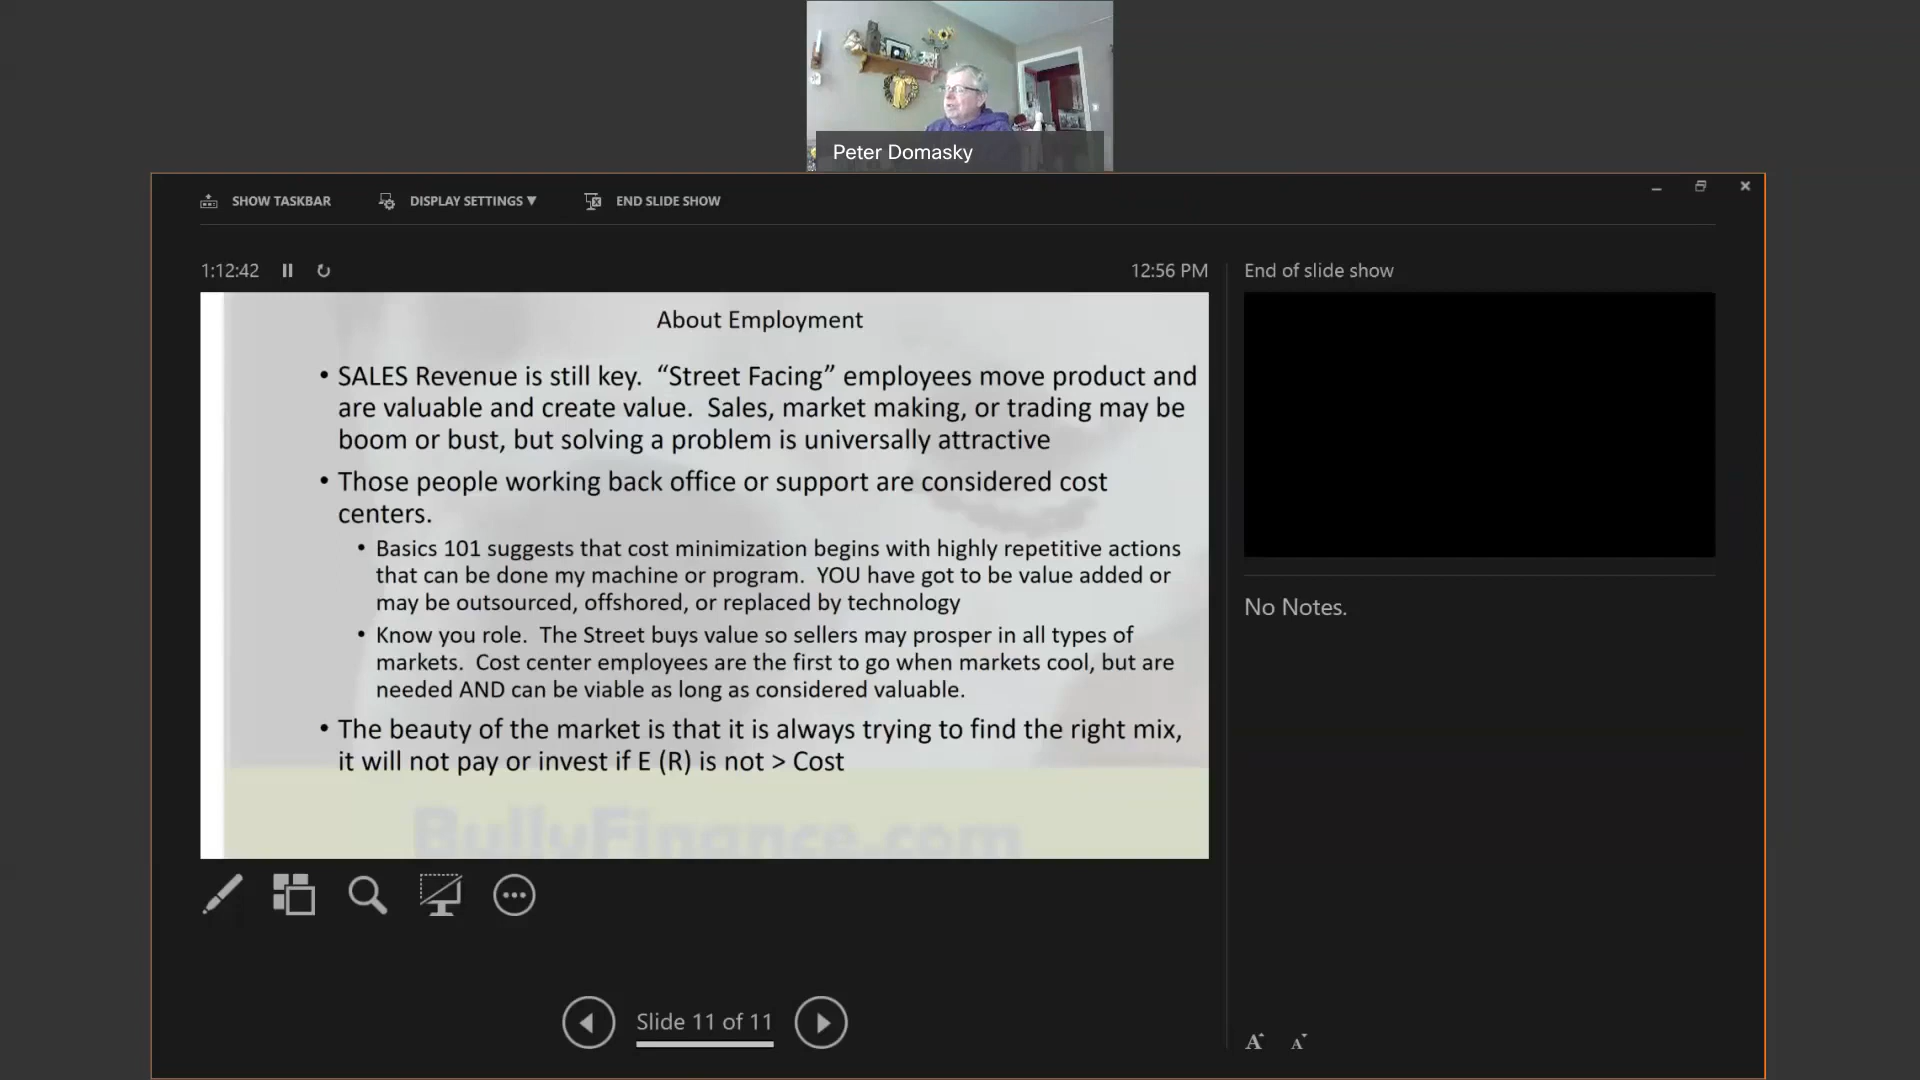 Peter Domasky
SHOW TASKBAR
DISPLAY SETTINGS ▼
END SLIDE SHOW
1:12:42
12:56 PM
End of slide show
About Employment
• SALES Revenue is still key.  “Street Facing” employees move product and
are valuable and create value.  Sales, market making, or trading may be
boom or bust, but solving a problem is universally attractive
• Those people working back office or support are considered cost
centers.
• Basics 101 suggests that cost minimization begins with highly repetitive actions
that can be done my machine or program.  YOU have got to be value added or
may be outsourced, offshored, or replaced by technology
• Know you role.  The Street buys value so sellers may prosper in all types of
markets.  Cost center employees are the first to go when markets cool, but are
needed AND can be viable as long as considered valuable.
• The beauty of the market is that it is always trying to find the right mix,
it will not pay or invest if E (R) is not > Cost
BullyFinance.com
No Notes.
Slide 11 of 11
A A